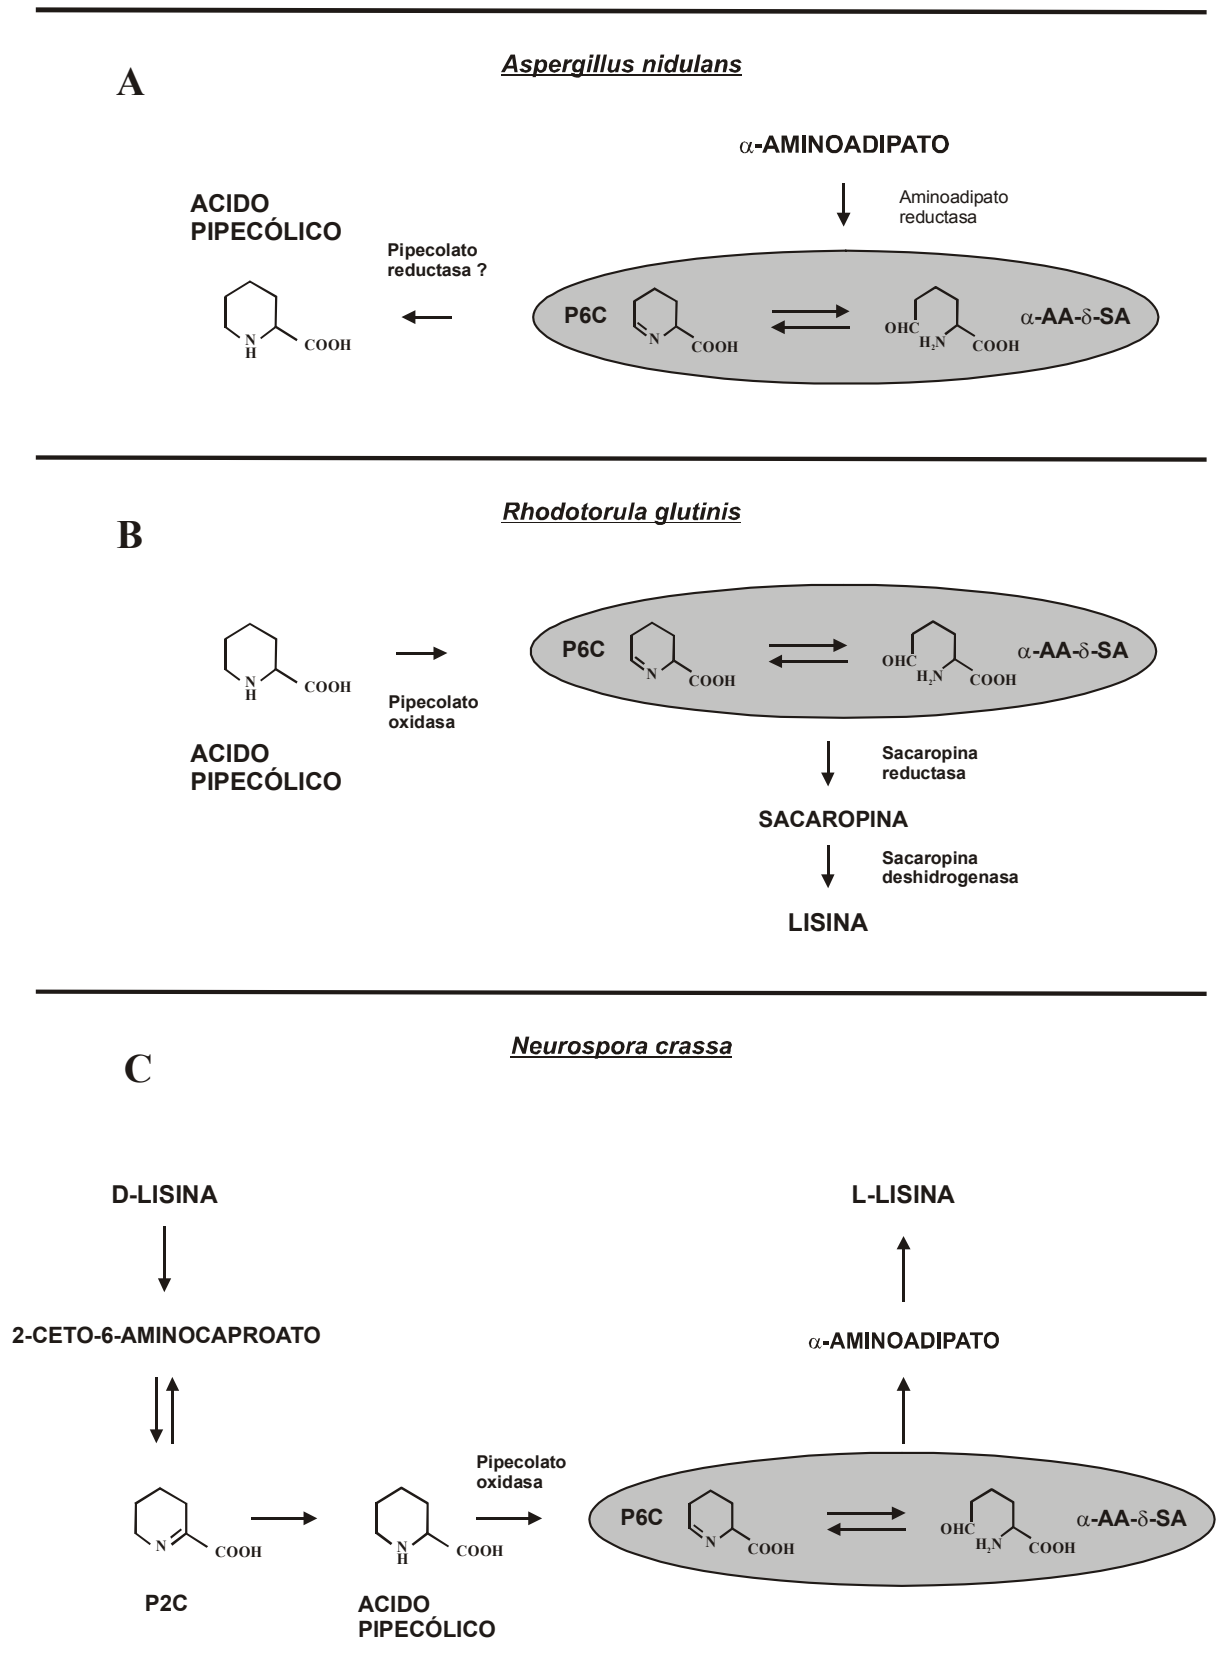 A
Aspergillus nidulans
α-AMINOADIPATO
Aminoadipato
reductasa
ACIDO
PIPECÓLICO
Pipecolato
reductasa ?
N
H
COOH
P6C
N
COOH
OHC
H₂N
COOH
α-AA-δ-SA
B
Rhodotorula glutinis
N
H
COOH
Pipecolato
oxidasa
ACIDO
PIPECÓLICO
P6C
N
COOH
OHC
H₂N
COOH
α-AA-δ-SA
Sacaropina
reductasa
SACAROPINA
Sacaropina
deshidrogenasa
LISINA
C
Neurospora crassa
D-LISINA
L-LISINA
2-CETO-6-AMINOCAPROATO
α-AMINOADIPATO
N
COOH
P2C
N
H
COOH
ACIDO
PIPECÓLICO
Pipecolato
oxidasa
P6C
N
COOH
OHC
H₂N
COOH
α-AA-δ-SA